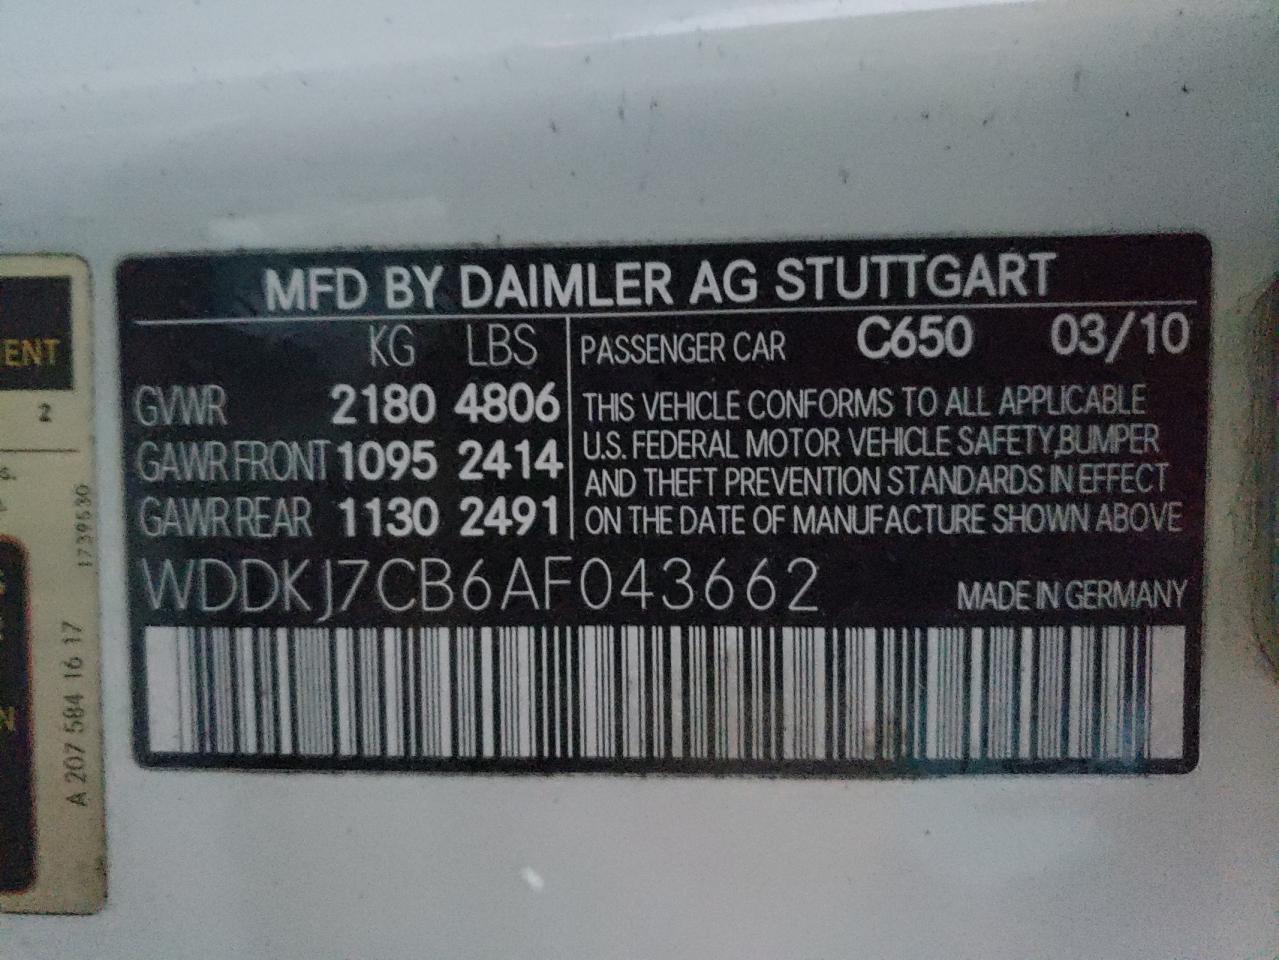 MFD BY DAIMLER AG STUTTGART
KG LBS
GVWR 2180 4806
GAWR FRONT 1095 2414
GAWR REAR 1130 2491
PASSENGER CAR C650 03/10
THIS VEHICLE CONFORMS TO ALL APPLICABLE
U.S. FEDERAL MOTOR VEHICLE SAFETY,BUMPER
AND THEFT PREVENTION STANDARDS IN EFFECT
ON THE DATE OF MANUFACTURE SHOWN ABOVE
WDDKJ7CB6AF043662
MADE IN GERMANY
ENT
2
1739530
A 207 584 16 17
N